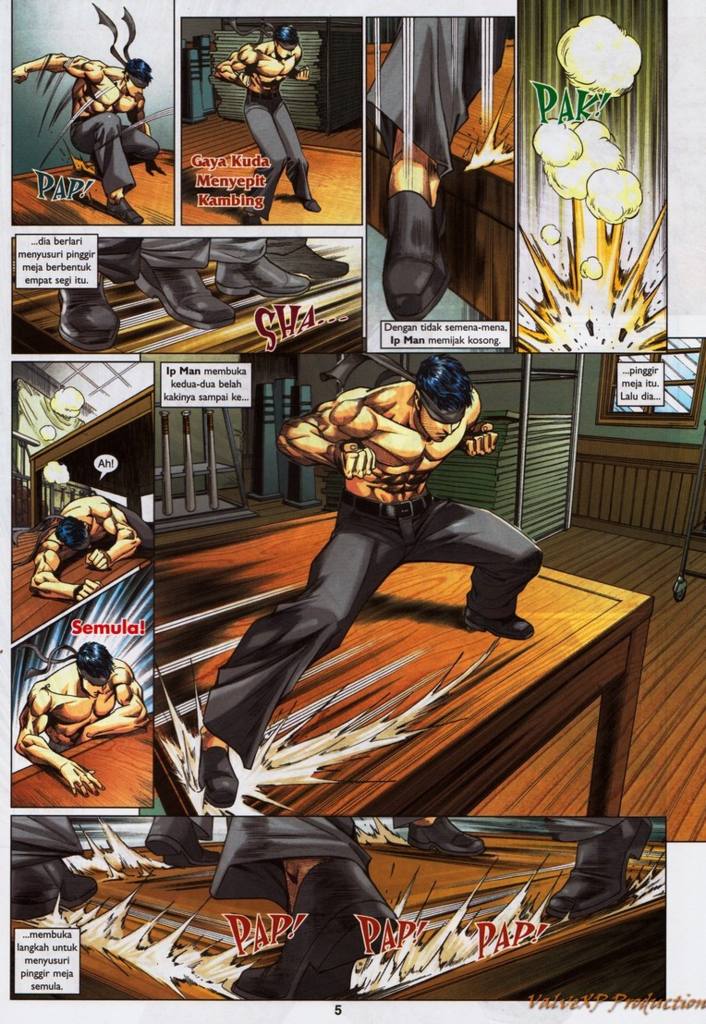 PAP!
Gaya Kuda
Menyepit
Kambing
PAK!
...dia berlari
menyusuri pinggir
meja berbentuk
empat segi itu.
SHA...
Dengan tidak semena-mena,
Ip Man memijak kosong.
Ah!
Semula!
Ip Man membuka
kedua-dua belah
kakinya sampai ke...
...pinggir
meja itu.
Lalu dia...
...membuka
langkah untuk
menyusuri
pinggir meja
semula.
PAP!
PAP!
PAP!
5
ValveXP Production